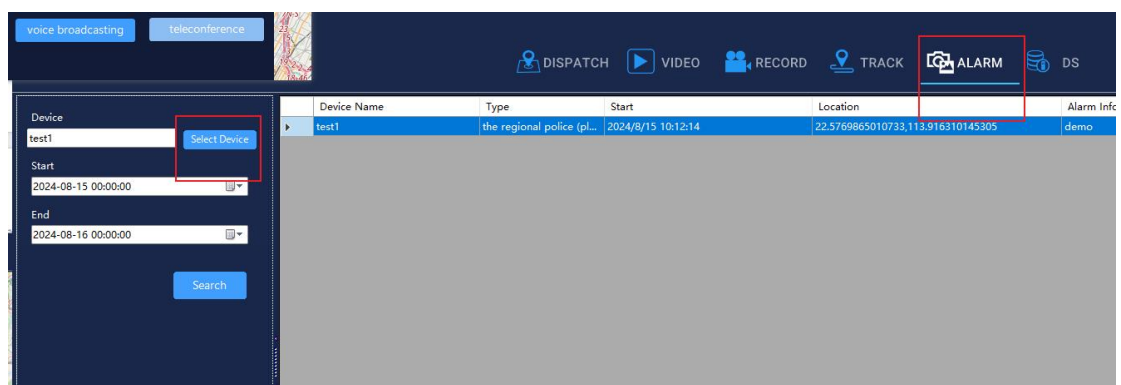 voice broadcasting teleconference
DISPATCH VIDEO RECORD TRACK ALARM DS
Device
test1 Select Device
Start
2024-08-15 00:00:00
End
2024-08-16 00:00:00
Search
Device Name Type Start Location Alarm Info
test1 the regional police (pl... 2024/8/15 10:12:14 22.5769865010733,113.916310145305 demo